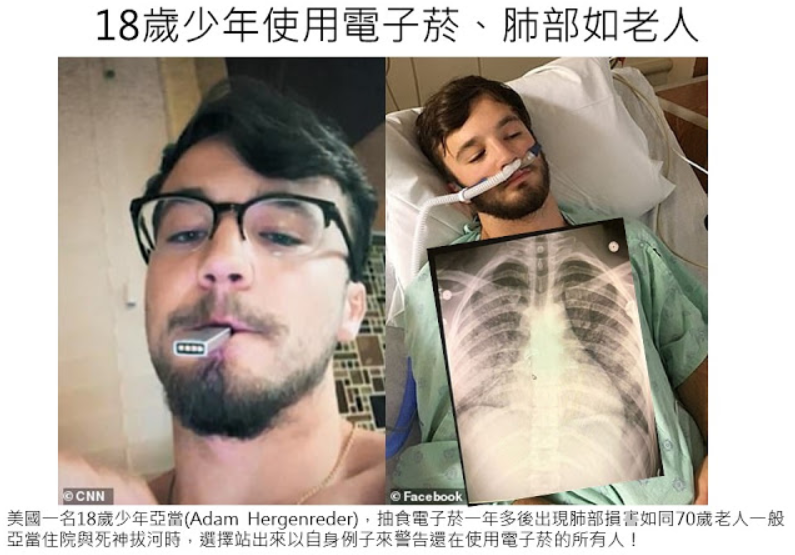 18歲少年使用電子菸、肺部如老人
©CNN
©Facebook
美國一名18歲少年亞當(Adam Hergenreder)，抽食電子菸一年多後出現肺部損害如同70歲老人一般
亞當住院與死神拔河時，選擇站出來以自身例子來警告還在使用電子菸的所有人！